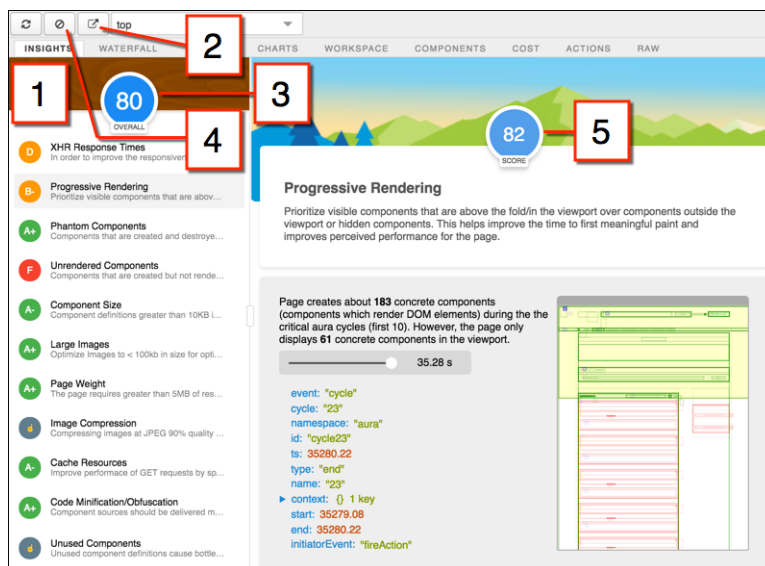 top
2
INSIGHTS
WATERFALL
CHARTS
WORKSPACE
COMPONENTS
COST
ACTIONS
RAW
1
80
OVERALL
3
4
82
SCORE
5
D
XHR Response Times
In order to improve the responsiven
B-
Progressive Rendering
Prioritize visible components that are abov...
A+
Phantom Components
Components that are created and destroye...
F
Unrendered Components
Components that are created but not rende...
A-
Component Size
Component definitions greater than 10KB i...
A+
Large Images
Optimize Images to < 100kb in size for opti...
A+
Page Weight
The page requires greater than 5MB of res...
Image Compression
Compressing images at JPEG 90% quality ...
A-
Cache Resources
Improve performace of GET requests by sp...
A+
Code Minification/Obfuscation
Component sources should be delivered m...
Unused Components
Unused component definitions cause bottle...
Progressive Rendering
Prioritize visible components that are above the fold/in the viewport over components outside the
viewport or hidden components. This helps improve the time to first meaningful paint and
improves perceived performance for the page.
Page creates about 183 concrete components
(components which render DOM elements) during the the
critical aura cycles (first 10). However, the page only
displays 61 concrete components in the viewport.
35.28 s
event: "cycle"
cycle: "23"
namespace: "aura"
id: "cycle23"
ts: 35280.22
type: "end"
name: "23"
▶ context: {} 1 key
start: 35279.08
end: 35280.22
initiatorEvent: "fireAction"